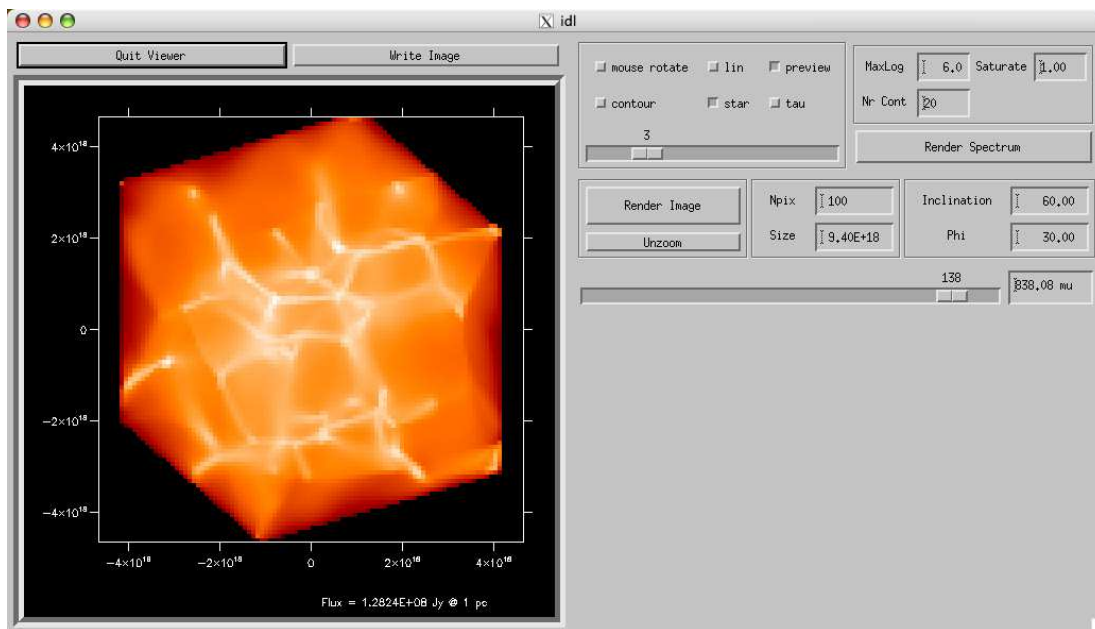 X idl
Quit Viewer Write Image
mouse rotate lin preview
contour star tau
3
MaxLog 6.0 Saturate 1.00
Nr Cont 20
Render Spectrum
Render Image
Unzoom
Npix 100
Size 9.40E+18
Inclination 60.00
Phi 30.00
138
838.08 mu
4×10¹⁸
2×10¹⁸
0
−2×10¹⁸
−4×10¹⁸
−4×10¹⁸ −2×10¹⁸ 0 2×10¹⁸ 4×10¹⁸
Flux = 1.2824E+08 Jy @ 1 pc